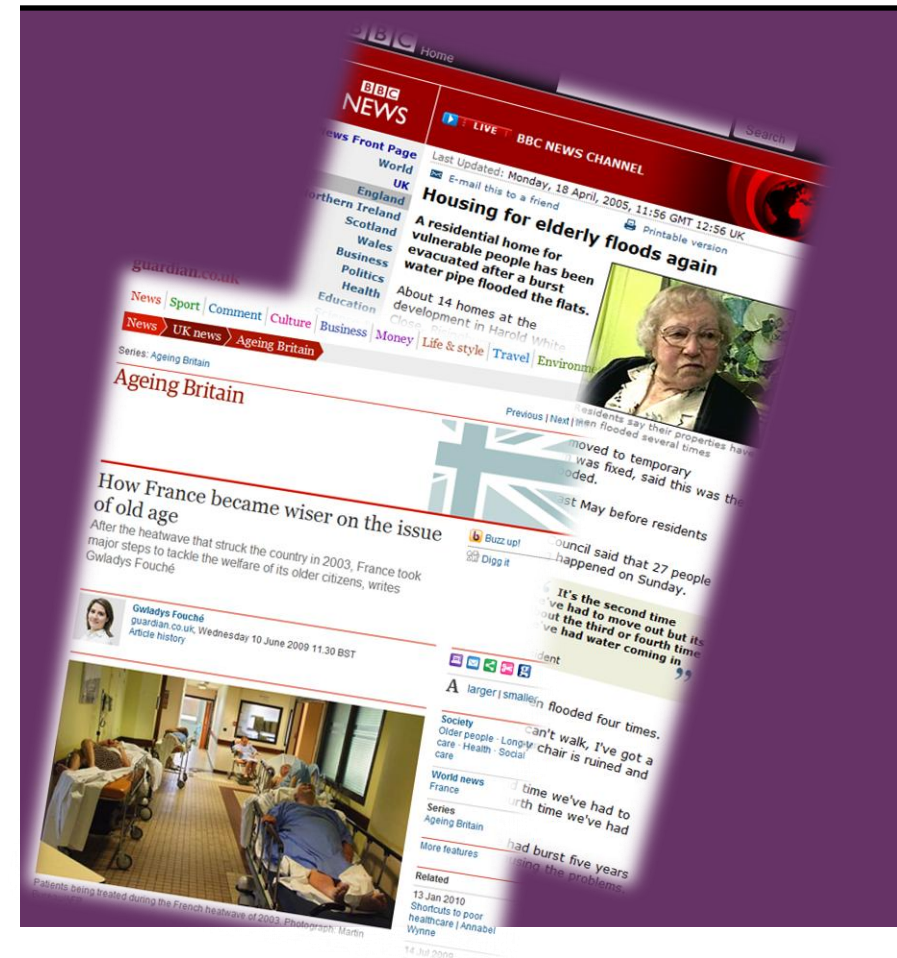 BBC
Home
Search
BBC
NEWS
LIVE BBC NEWS CHANNEL
News Front Page
World
UK
England
Northern Ireland
Scotland
Wales
Business
Politics
Health
Education
Last Updated: Monday, 18 April, 2005, 11:56 GMT 12:56 UK
E-mail this to a friend
Printable version
Housing for elderly floods again
A residential home for
vulnerable people has been
evacuated after a burst
water pipe flooded the flats.
About 14 homes at the
development in Harold White
Close,
Residents say their properties have
been flooded several times
moved to temporary
was fixed, said this was the
May before residents
council said that 27 people
happened on Sunday.
It's the second time
we've had to move out but its
about the third or fourth time
we've had water coming in
flooded four times.
can't walk, I've got a
chair is ruined and
time we've had to
time we've had
had burst five years
the problems.
guardian.co.uk
News Sport Comment Culture Business Money Life & style Travel
News UK news Ageing Britain
Series: Ageing Britain
Ageing Britain
Previous | Next |
How France became wiser on the issue
of old age
After the heatwave that struck the country in 2003, France took
major steps to tackle the welfare of its older citizens, writes
Gwladys Fouché
Buzz up!
Digg it
Gwladys Fouché
guardian.co.uk, Wednesday 10 June 2009 11.30 BST
Article history
A larger | smaller
Society
Older people · Long-
care · Health · Social
care
World news
France
Series
Ageing Britain
More features
Related
13 Jan 2010
Shortcuts to poor
healthcare | Annabel
Wynne
14 Jul 2009
Patients being treated during the French heatwave of 2003. Photograph: Martin